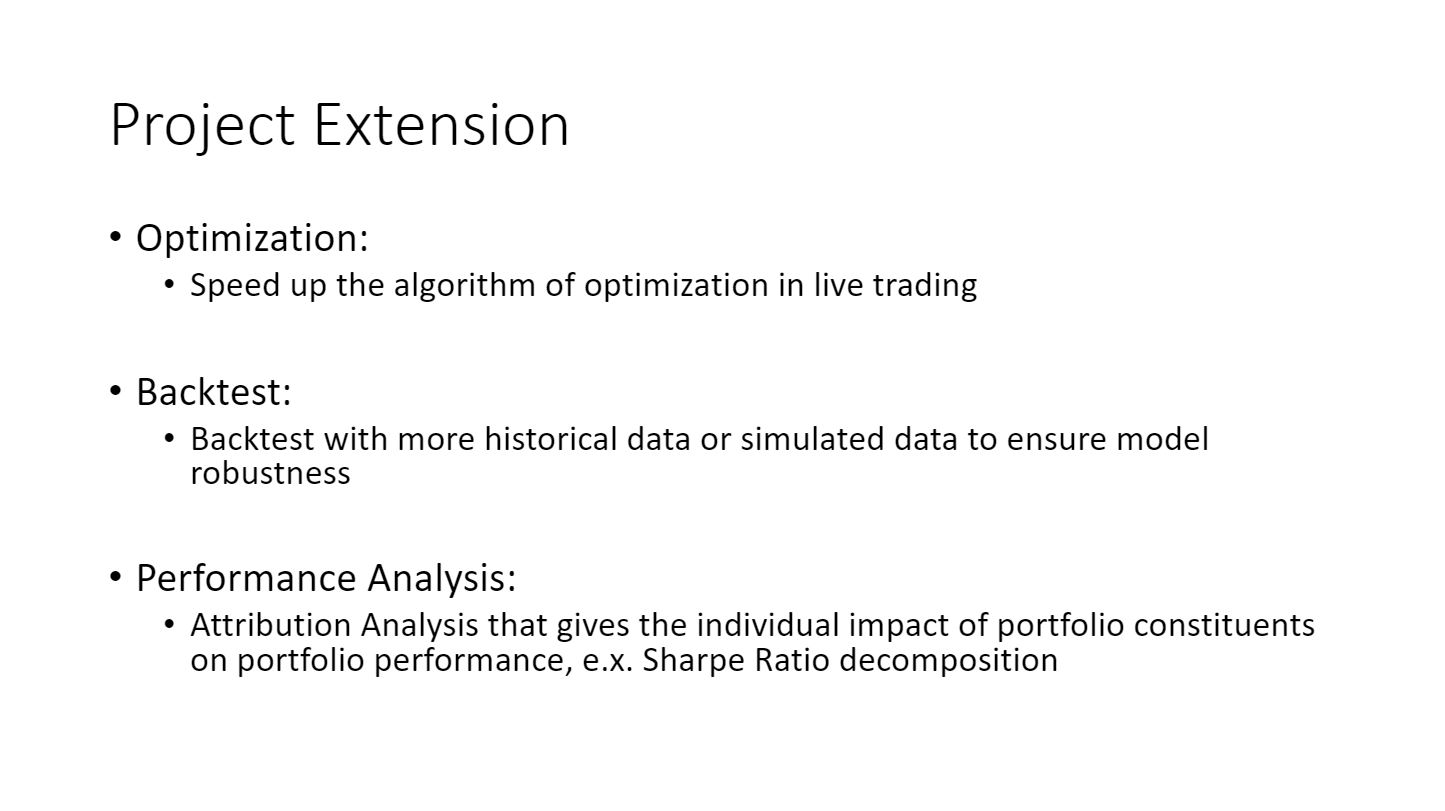 Project Extension
• Optimization:
• Speed up the algorithm of optimization in live trading
• Backtest:
• Backtest with more historical data or simulated data to ensure model
robustness
• Performance Analysis:
• Attribution Analysis that gives the individual impact of portfolio constituents
on portfolio performance, e.x. Sharpe Ratio decomposition